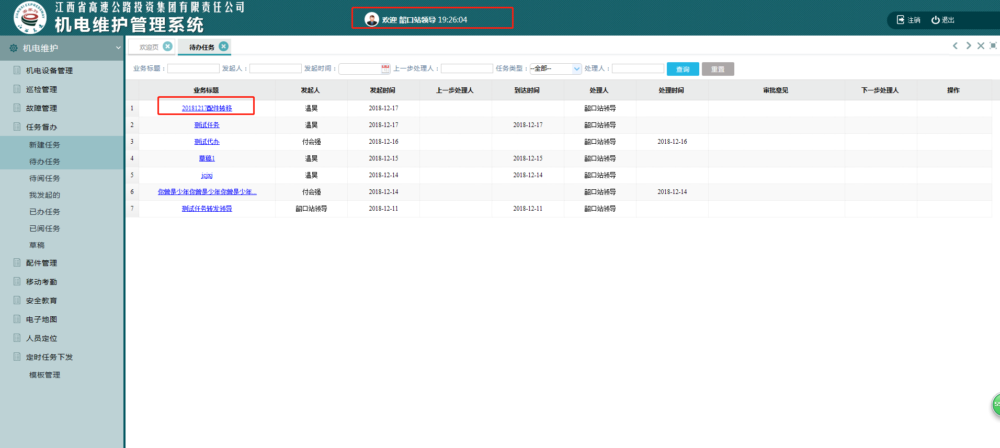 江西省高速公路投资集团有限责任公司
机电维护管理系统
JIANGXI EXPRESSWAY
欢迎 韶口站领导 19:26:04
注销 退出
机电维护
机电设备管理
巡检管理
故障管理
任务督办
新建任务
待办任务
待阅任务
我发起的
已办任务
已阅任务
草稿
配件管理
移动考勤
安全教育
电子地图
人员定位
定时任务下发
模板管理
欢迎页 待办任务
业务标题： 发起人： 发起时间： 上一步处理人： 任务类型： --全部-- 处理人： 查询 重置
业务标题 发起人 发起时间 上一步处理人 到达时间 处理人 处理时间 审批意见 下一步处理人 操作
1 20181217配件转移 温昊 2018-12-17 韶口站领导
2 测试任务 温昊 2018-12-17 2018-12-17 韶口站领导
3 测试代办 付会强 2018-12-16 韶口站领导 2018-12-16
4 草稿1 温昊 2018-12-15 2018-12-15 韶口站领导
5 jcjxj 温昊 2018-12-14 2018-12-14 韶口站领导
6 你曾是少年你曾是少年你曾是少年... 付会强 2018-12-14 韶口站领导 2018-12-14
7 测试任务转发领导 韶口站领导 2018-12-11 2018-12-11 韶口站领导